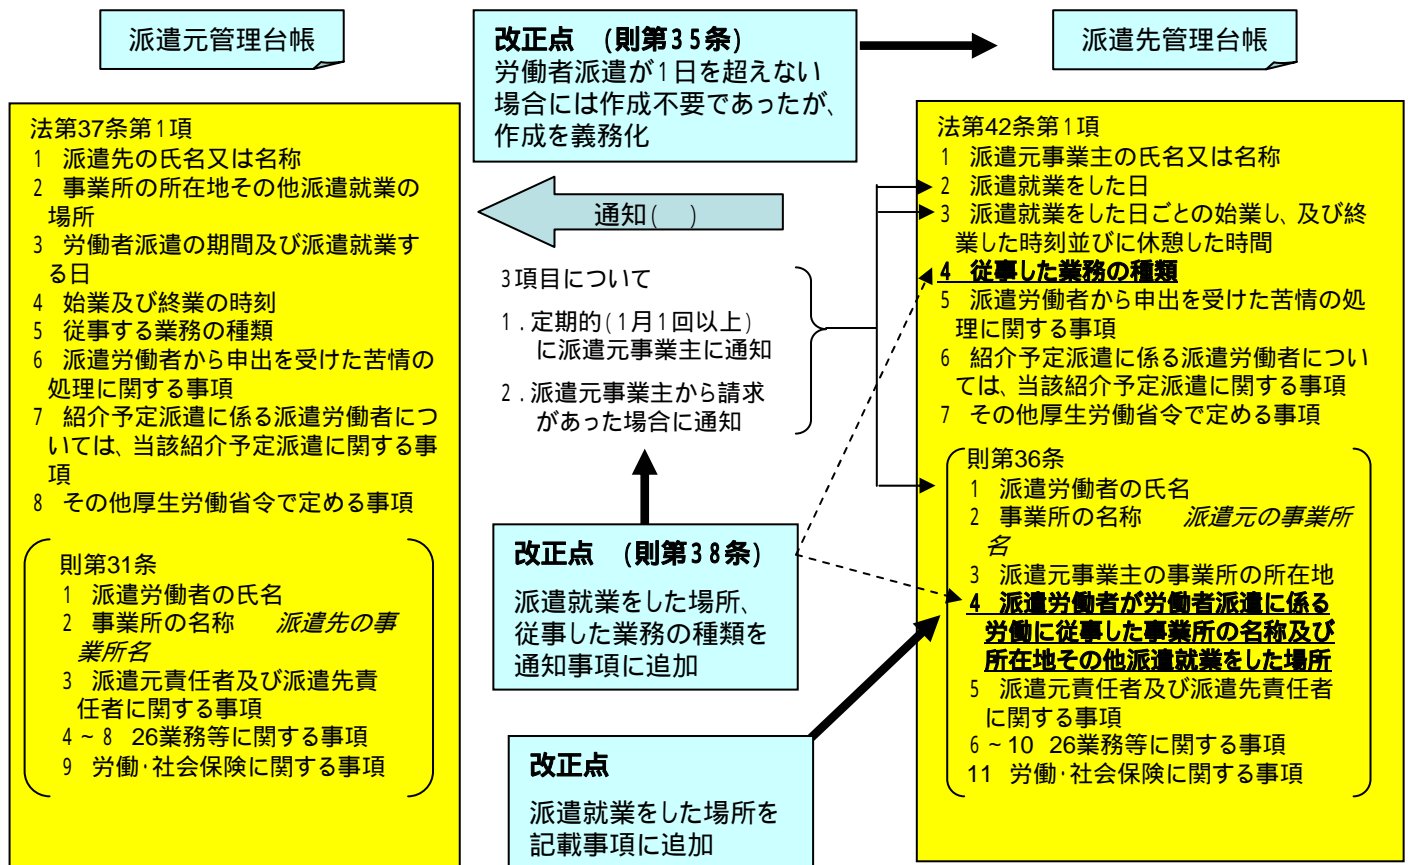 派遣元管理台帳
法第37条第1項
1 派遣先の氏名又は名称
2 事業所の所在地その他派遣就業の
場所
3 労働者派遣の期間及び派遣就業す
る日
4 始業及び終業の時刻
5 従事する業務の種類
6 派遣労働者から申出を受けた苦情の
処理に関する事項
7 紹介予定派遣に係る派遣労働者につ
いては、当該紹介予定派遣に関する事
項
8 その他厚生労働省令で定める事項
則第31条
1 派遣労働者の氏名
2 事業所の名称 派遣先の事
業所名
3 派遣元責任者及び派遣先責
任者に関する事項
4~8 26業務等に関する事項
9 労働・社会保険に関する事項
改正点 (則第35条)
労働者派遣が1日を超えない
場合には作成不要であったが、
作成を義務化
通知( )
3項目について
1.定期的(1月1回以上)
に派遣元事業主に通知
2.派遣元事業主から請求
があった場合に通知
改正点 (則第38条)
派遣就業をした場所、
従事した業務の種類を
通知事項に追加
改正点
派遣就業をした場所を
記載事項に追加
派遣先管理台帳
法第42条第1項
1 派遣元事業主の氏名又は名称
2 派遣就業をした日
3 派遣就業をした日ごとの始業し、及び終
業した時刻並びに休憩した時間
4 従事した業務の種類
5 派遣労働者から申出を受けた苦情の処
理に関する事項
6 紹介予定派遣に係る派遣労働者につい
ては、当該紹介予定派遣に関する事項
7 その他厚生労働省令で定める事項
則第36条
1 派遣労働者の氏名
2 事業所の名称 派遣元の事業所
名
3 派遣元事業主の事業所の所在地
4 派遣労働者が労働者派遣に係る
労働に従事した事業所の名称及び
所在地その他派遣就業をした場所
5 派遣元責任者及び派遣先責任者
に関する事項
6~10 26業務等に関する事項
11 労働・社会保険に関する事項